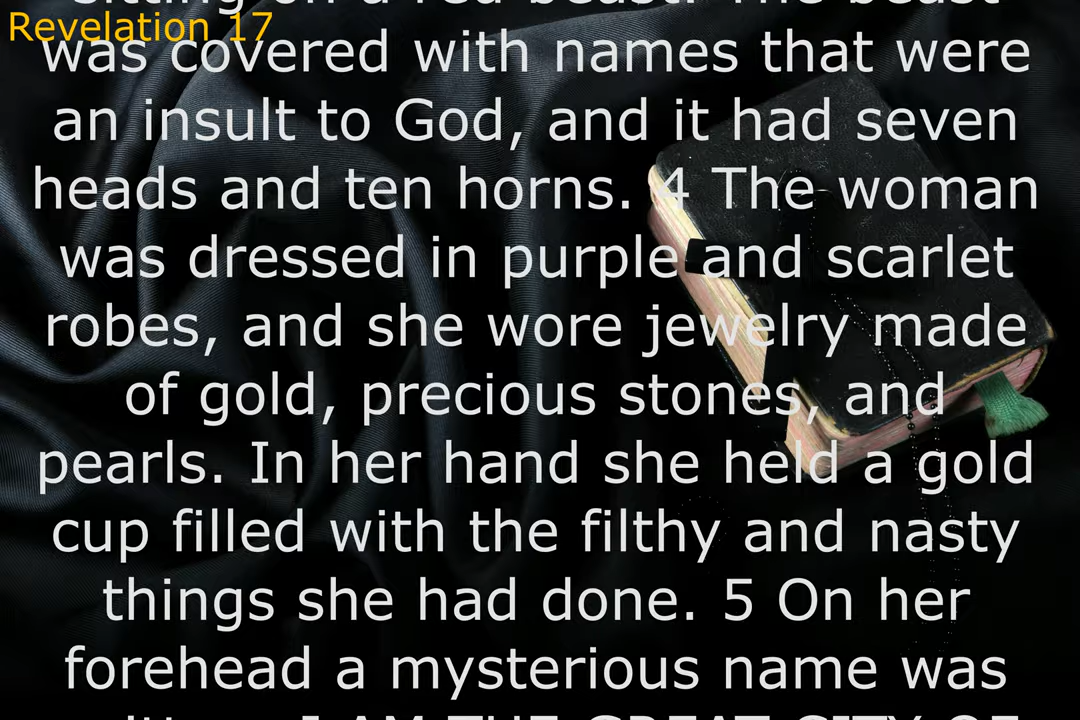 sitting on a red beast. The beast
Revelation 17
was covered with names that were
an insult to God, and it had seven
heads and ten horns. 4 The woman
was dressed in purple and scarlet
robes, and she wore jewelry made
of gold, precious stones, and
pearls. In her hand she held a gold
cup filled with the filthy and nasty
things she had done. 5 On her
forehead a mysterious name was
I AM THE GREAT CITY OF